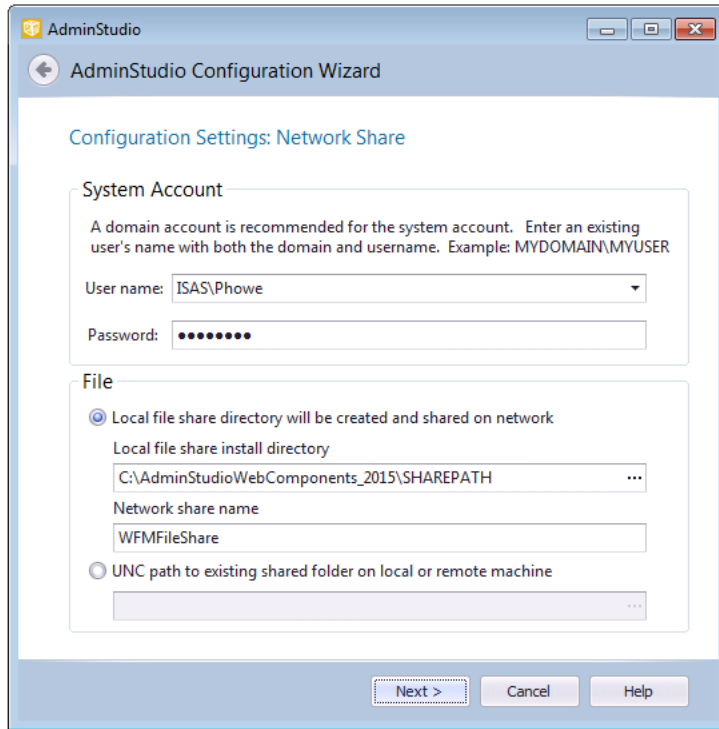 AdminStudio
AdminStudio Configuration Wizard
Configuration Settings: Network Share
System Account
A domain account is recommended for the system account. Enter an existing
user's name with both the domain and username. Example: MYDOMAIN\MYUSER
User name: ISAS\Phowe
Password: ••••••••
File
Local file share directory will be created and shared on network
Local file share install directory
C:\AdminStudioWebComponents_2015\SHAREPATH ...
Network share name
WFMFileShare
UNC path to existing shared folder on local or remote machine
...
Next > Cancel Help